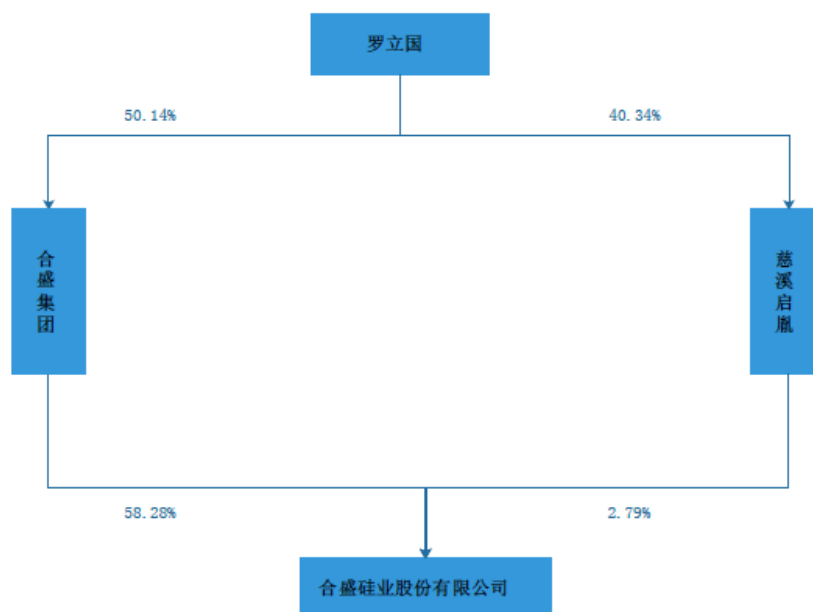 罗立国
50.14%
40.34%
合盛集团
慈溪启胤
58.28%
2.79%
合盛硅业股份有限公司